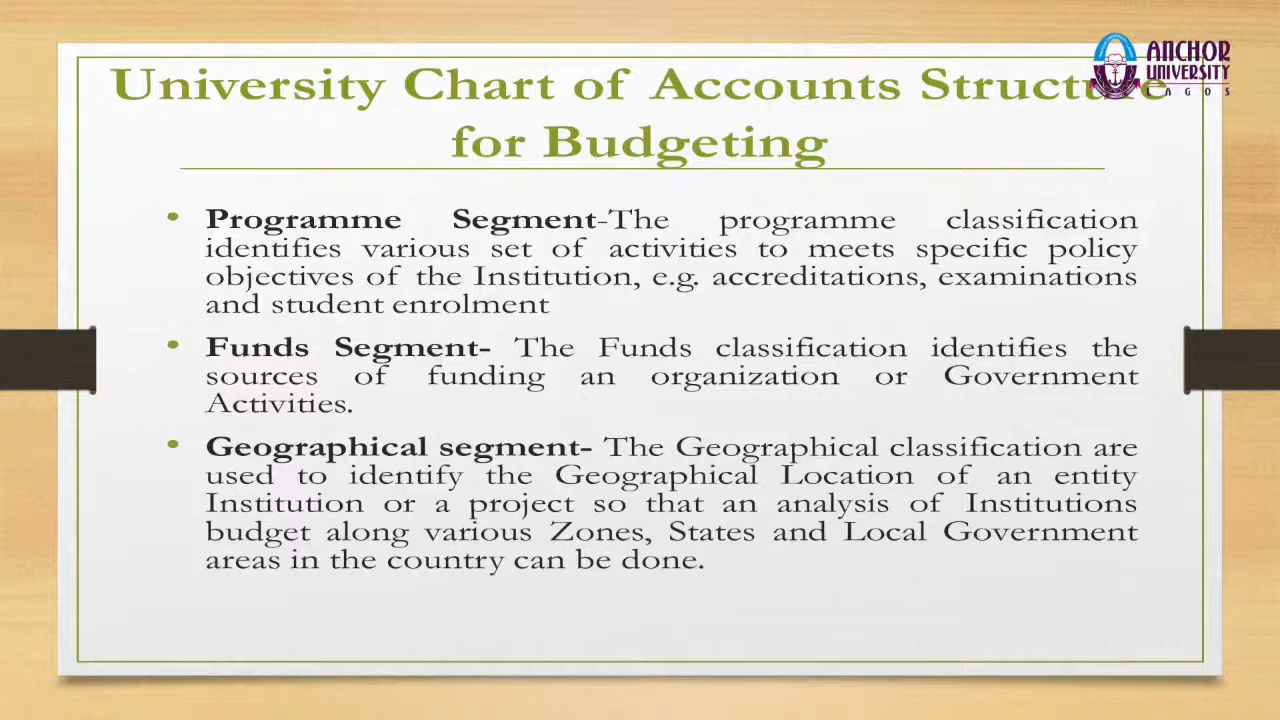 ANCHOR
UNIVERSITY
LAGOS
University Chart of Accounts Structure
for Budgeting
• Programme Segment-The programme classification
identifies various set of activities to meets specific policy
objectives of the Institution, e.g. accreditations, examinations
and student enrolment
• Funds Segment- The Funds classification identifies the
sources of funding an organization or Government
Activities.
• Geographical segment- The Geographical classification are
used to identify the Geographical Location of an entity
Institution or a project so that an analysis of Institutions
budget along various Zones, States and Local Government
areas in the country can be done.